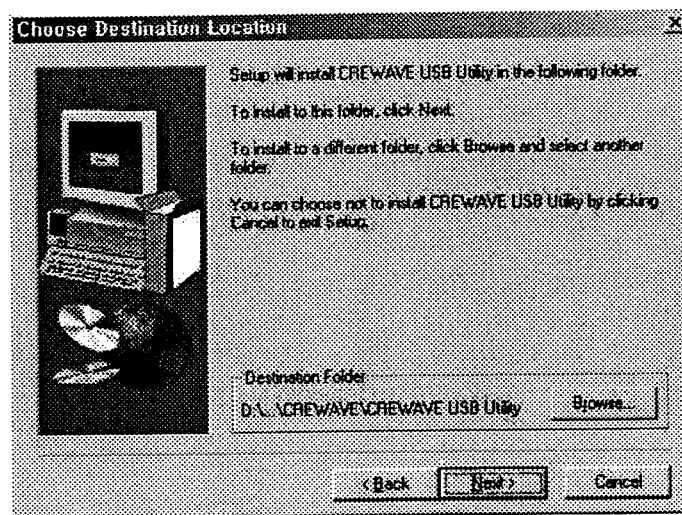 Choose Destination Location
Setup will install CREWAVE USB Utility in the following folder.
To install to this folder, click Next.
To install to a different folder, click Browse and select another
folder.
You can choose not to install CREWAVE USB Utility by clicking
Cancel to exit Setup.
Destination Folder
D:\...\CREWAVE\CREWAVE USB Utility
Browse...
< Back
Next >
Cancel